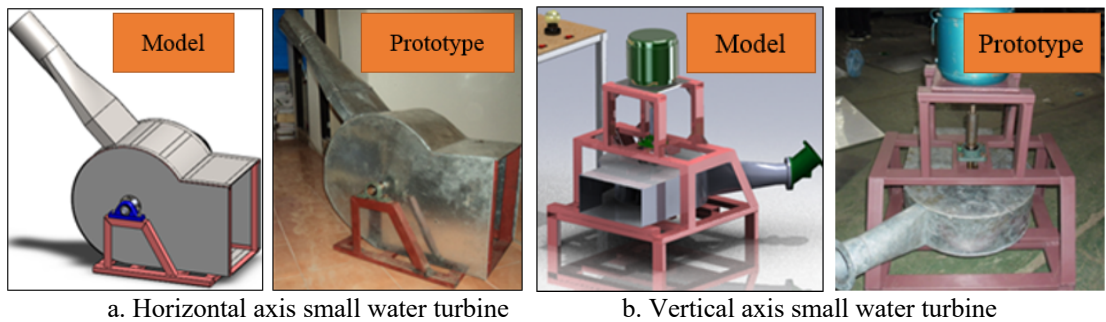 Model
Prototype
Model
Prototype
a. Horizontal axis small water turbine
b. Vertical axis small water turbine